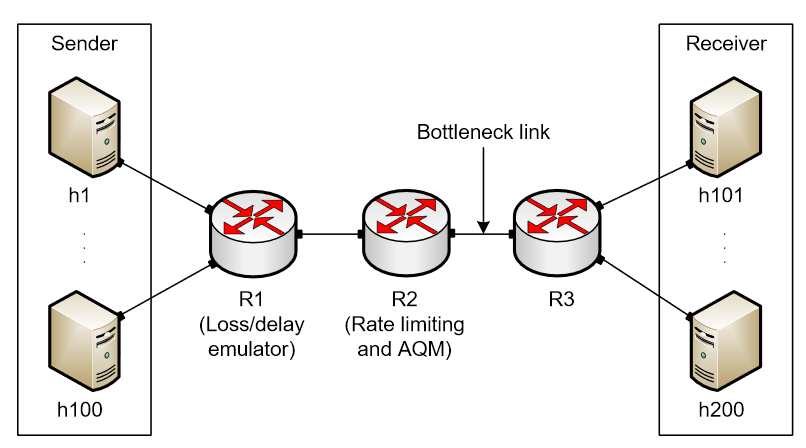 Sender
Receiver
Bottleneck link
h1
h101
.
.
.
.
.
.
R1
(Loss/delay
emulator)
R2
(Rate limiting
and AQM)
R3
h100
h200